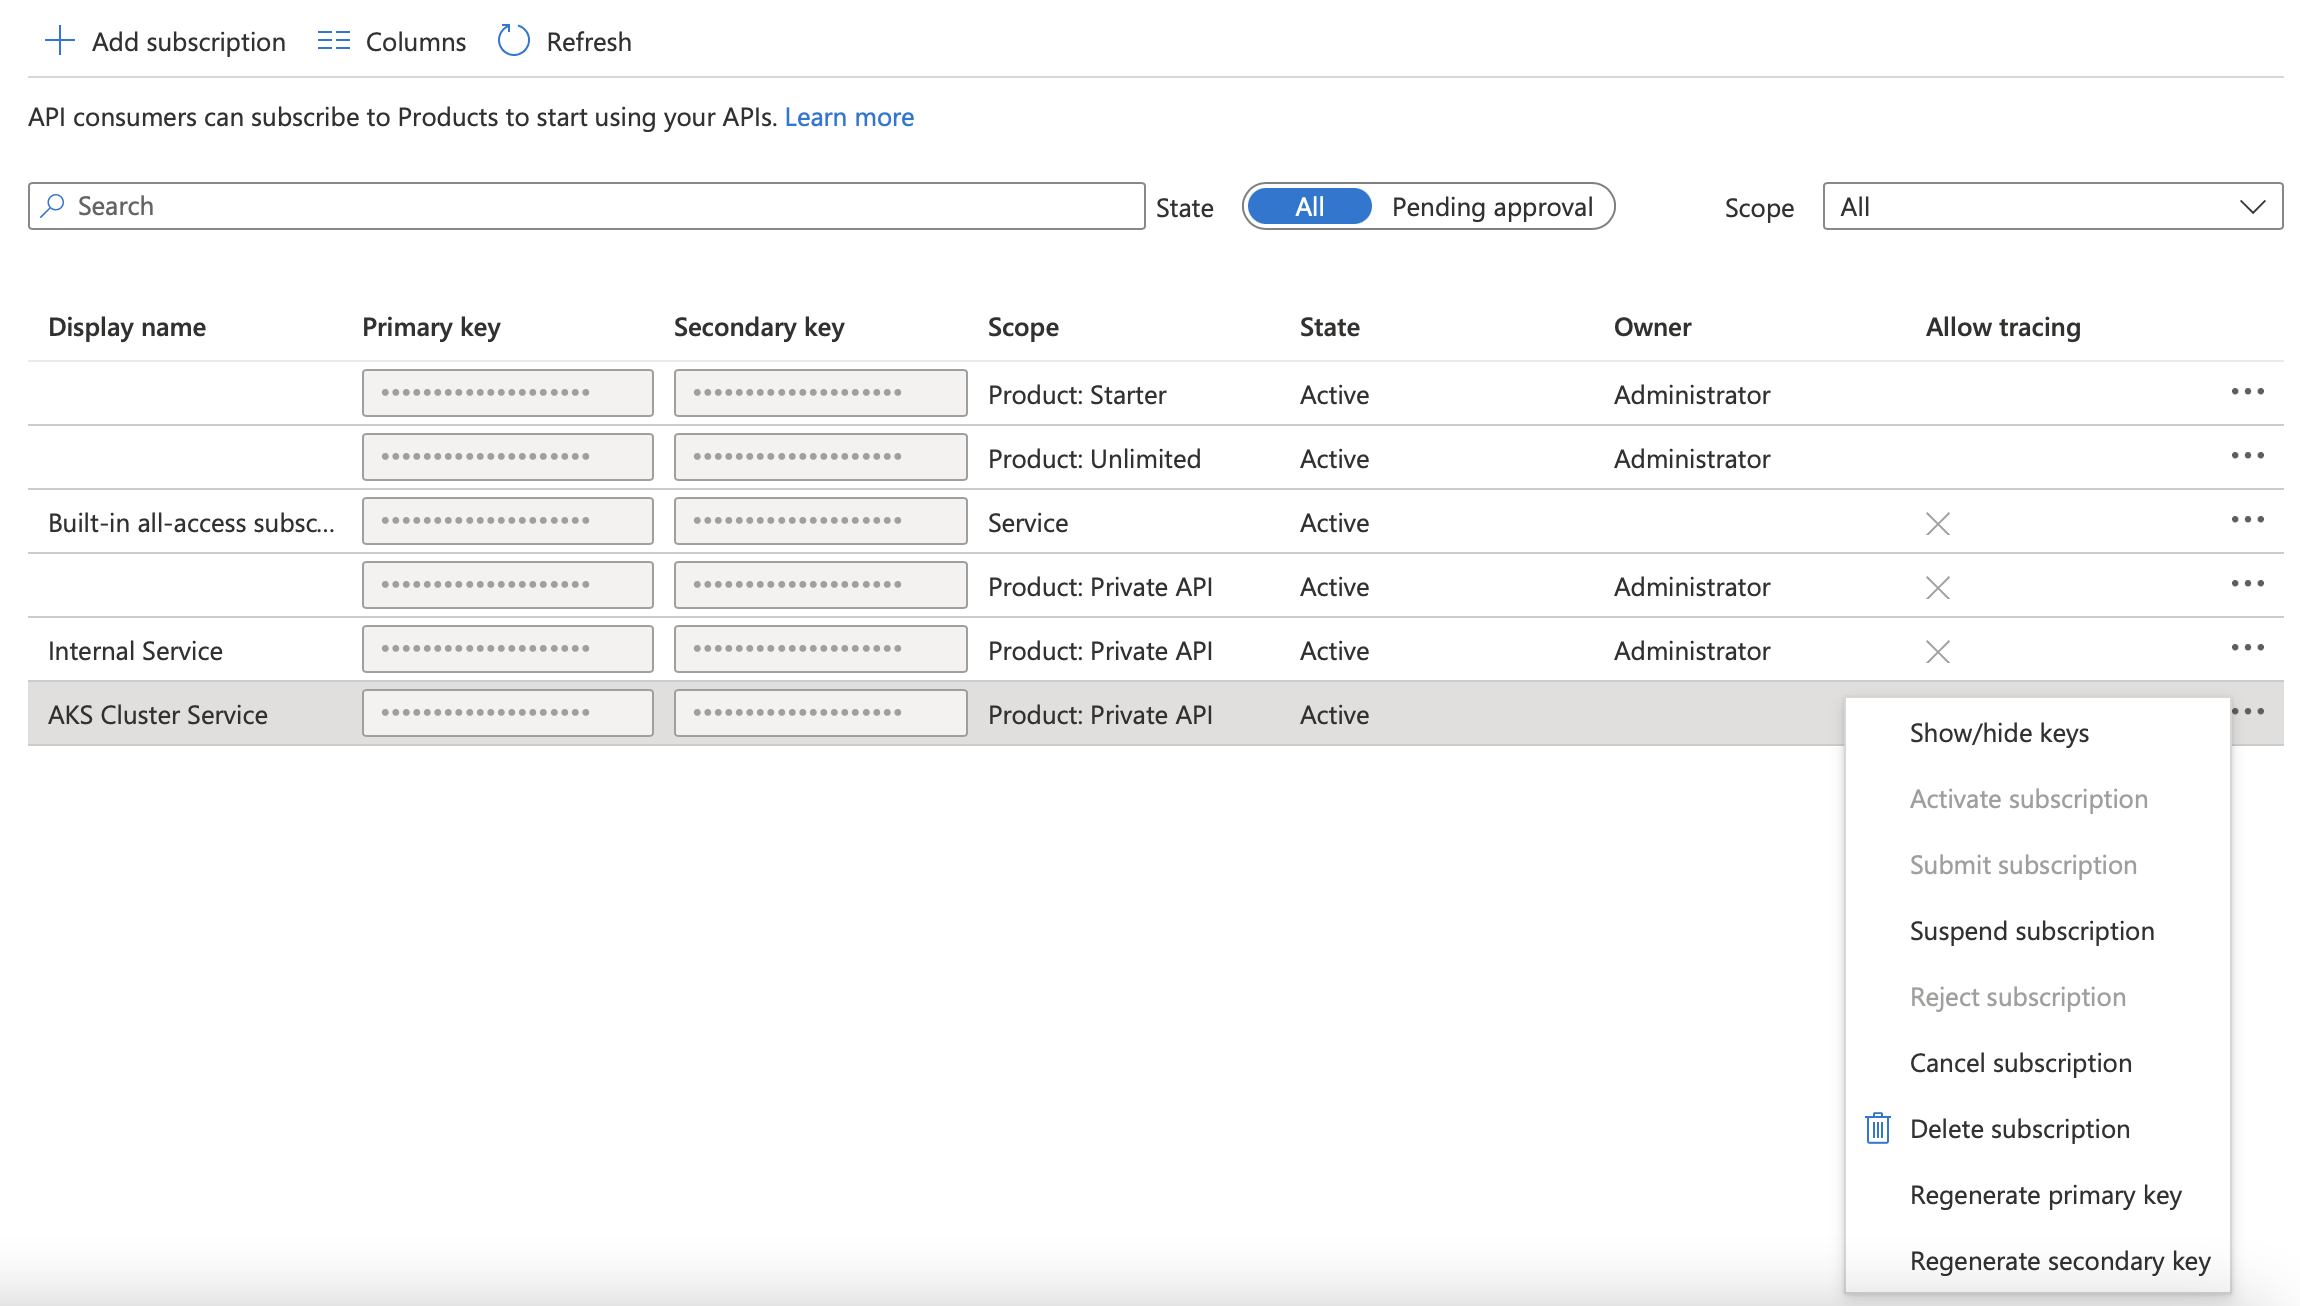 Add subscription Columns Refresh
API consumers can subscribe to Products to start using your APIs. Learn more
Search State All Pending approval Scope All
Display name Primary key Secondary key Scope State Owner Allow tracing
•••••••••••••••••••• •••••••••••••••••••• Product: Starter Active Administrator •••
•••••••••••••••••••• •••••••••••••••••••• Product: Unlimited Active Administrator •••
Built-in all-access subsc... •••••••••••••••••••• •••••••••••••••••••• Service Active •••
•••••••••••••••••••• •••••••••••••••••••• Product: Private API Active Administrator •••
Internal Service •••••••••••••••••••• •••••••••••••••••••• Product: Private API Active Administrator •••
AKS Cluster Service •••••••••••••••••••• •••••••••••••••••••• Product: Private API Active •••
Show/hide keys
Activate subscription
Submit subscription
Suspend subscription
Reject subscription
Cancel subscription
Delete subscription
Regenerate primary key
Regenerate secondary key